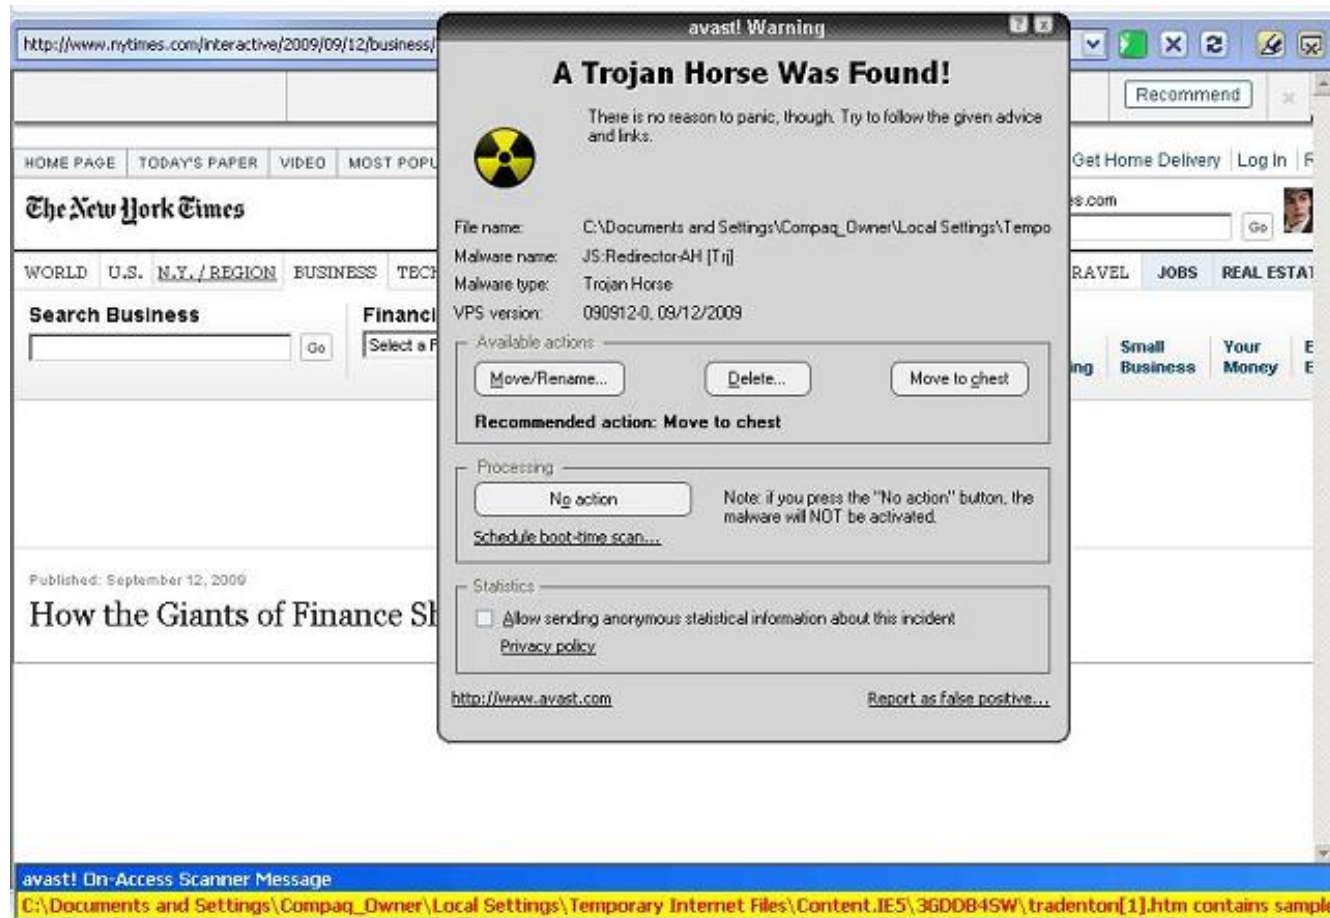 http://www.nytimes.com/interactive/2009/09/12/business/
avast! Warning
Recommend
A Trojan Horse Was Found!
There is no reason to panic, though. Try to follow the given advice
and links.
HOME PAGE TODAY'S PAPER VIDEO MOST
Get Home Delivery Log In
The New York Times
Go
File name: C:\Documents and Settings\Compaq_Owner\Local Settings\Tempo
Malware name: JS:Redirector-AH [Trj]
Malware type: Trojan Horse
VPS version: 090912-0, 09/12/2009
WORLD U.S. N.Y. / REGION BUSINESS
JOBS
Search Business
Go
Select a
Small
Business
Your
Money
Available actions
Move/Rename...
Delete...
Move to chest
Recommended action: Move to chest
Processing
No action
Note: if you press the "No action" button, the
malware will NOT be activated.
Schedule boot-time scan...
Published: September 12, 2009
How the Giants of Finance
Statistics
Allow sending anonymous statistical information about this incident
Privacy policy
http://www.avast.com
Report as false positive...
avast! On-Access Scanner Message
C:\Documents and Settings\Compaq_Owner\Local Settings\Temporary Internet Files\Content.IE5\3GDDB4SW\tradenton[1].htm contains sample